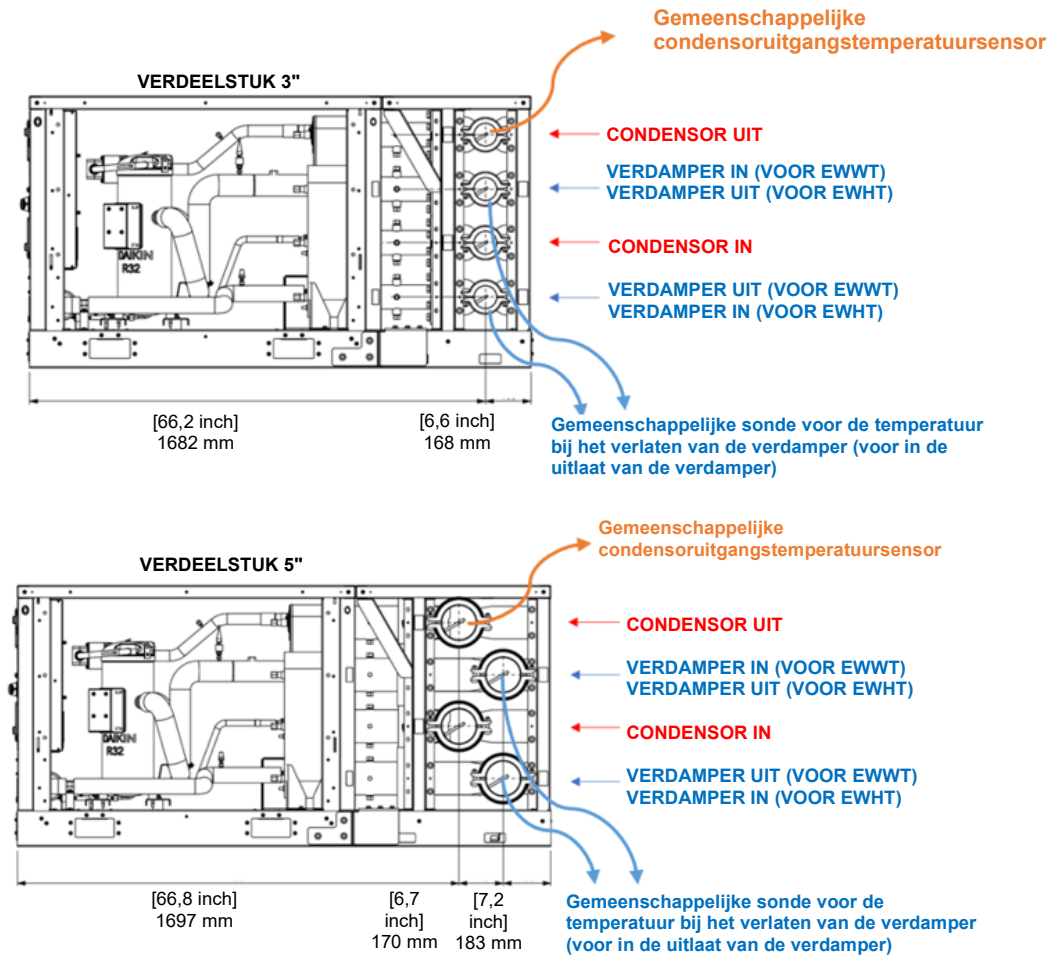 Gemeenschappelijke
condensoruitgangstemperatuursensor
VERDEELSTUK 3"
CONDENSOR UIT
VERDAMPER IN (VOOR EWWT)
VERDAMPER UIT (VOOR EWHT)
CONDENSOR IN
DAIKIN
R32
VERDAMPER UIT (VOOR EWWT)
VERDAMPER IN (VOOR EWHT)
[66,2 inch]
1682 mm
[6,6 inch]
168 mm
Gemeenschappelijke sonde voor de temperatuur
bij het verlaten van de verdamper (voor in de
uitlaat van de verdamper)
Gemeenschappelijke
condensoruitgangstemperatuursensor
VERDEELSTUK 5"
CONDENSOR UIT
VERDAMPER IN (VOOR EWWT)
VERDAMPER UIT (VOOR EWHT)
CONDENSOR IN
DAIKIN
R32
VERDAMPER UIT (VOOR EWWT)
VERDAMPER IN (VOOR EWHT)
[66,8 inch]
1697 mm
[6,7
inch]
170 mm
[7,2
inch]
183 mm
Gemeenschappelijke sonde voor de
temperatuur bij het verlaten van de verdamper
(voor in de uitlaat van de verdamper)